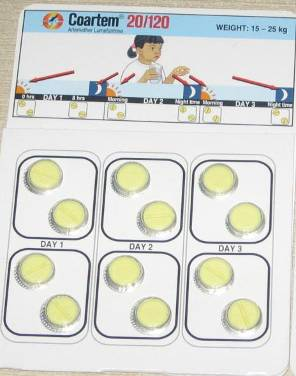 Coartem® 20/120
Artemether Lumefantrine
WEIGHT: 15 – 25 kg
0 hrs DAY 1 8 hrs Morning DAY 2 Night time Morning DAY 3 Night time
DAY 1 DAY 2 DAY 3